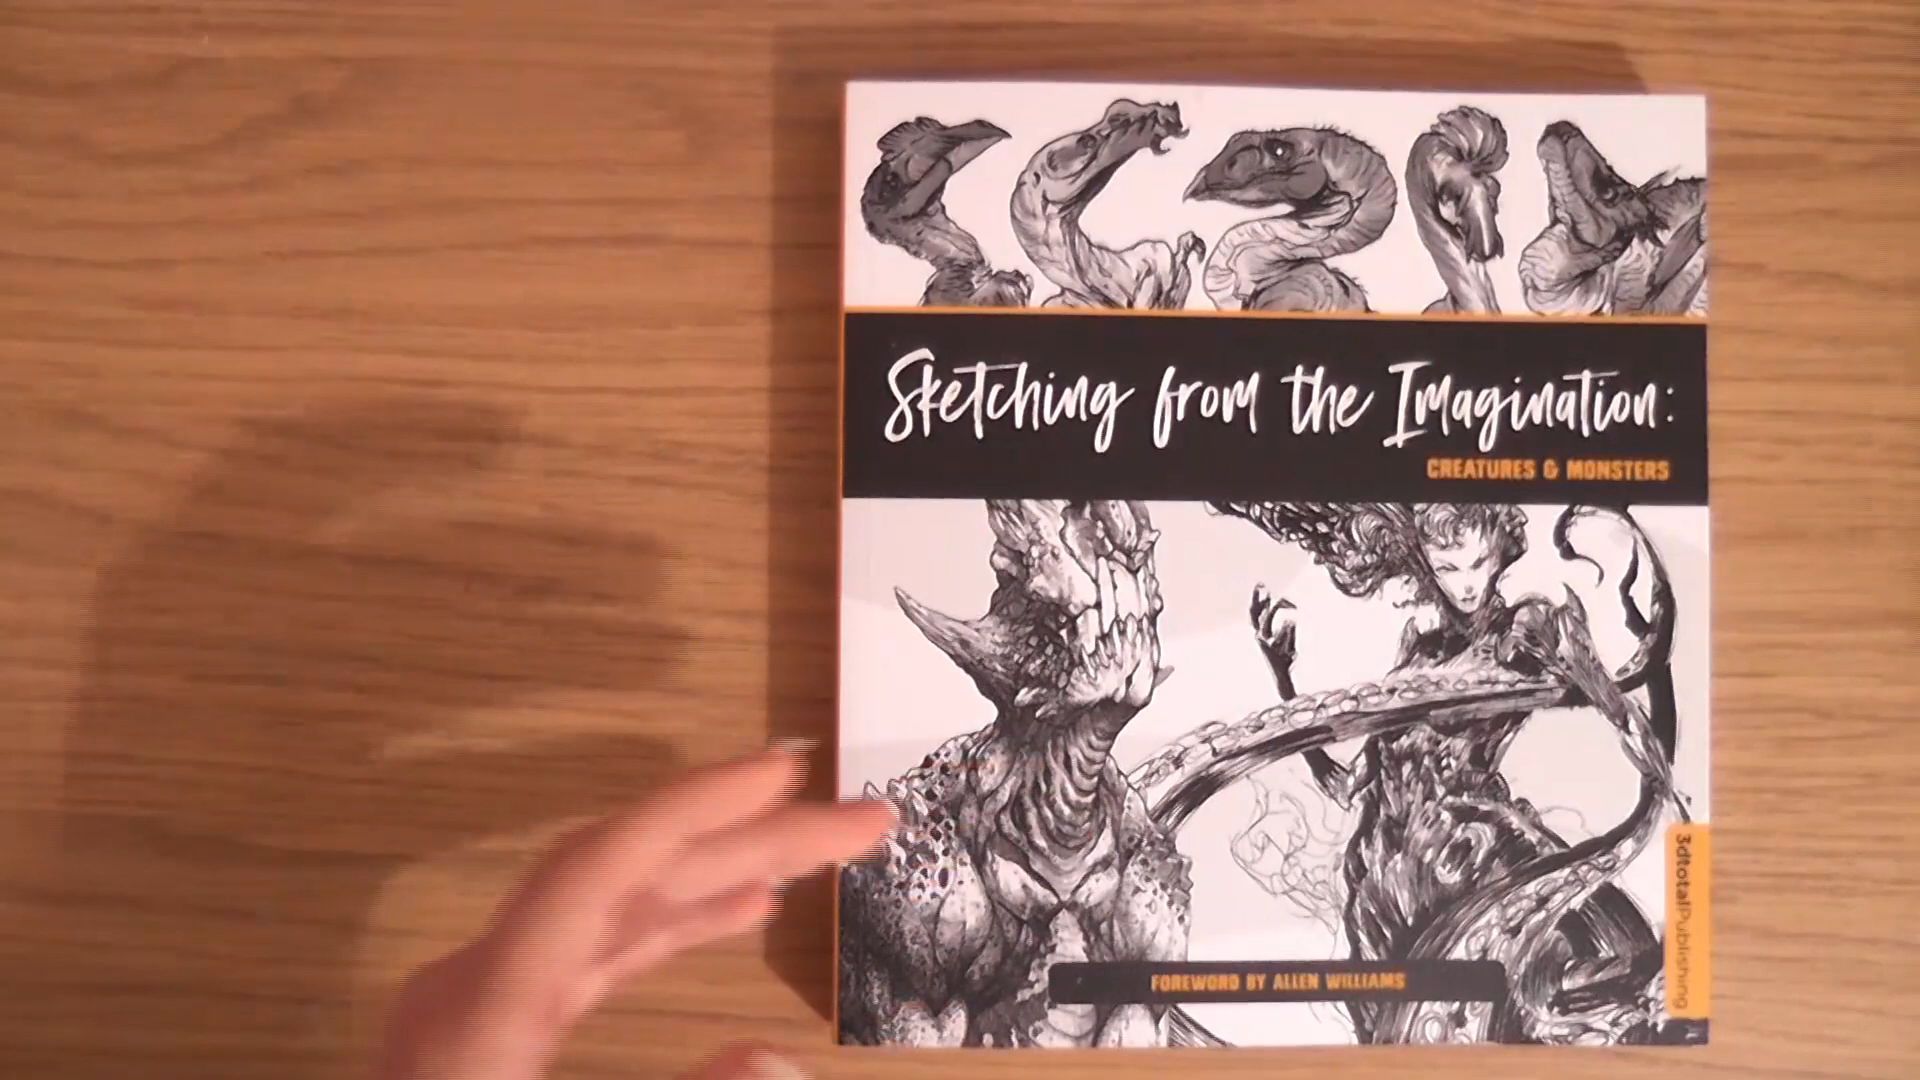 Sketching from the Imagination:
CREATURES & MONSTERS
3dtotalPublishing
FOREWORD BY ALLEN WILLIAMS